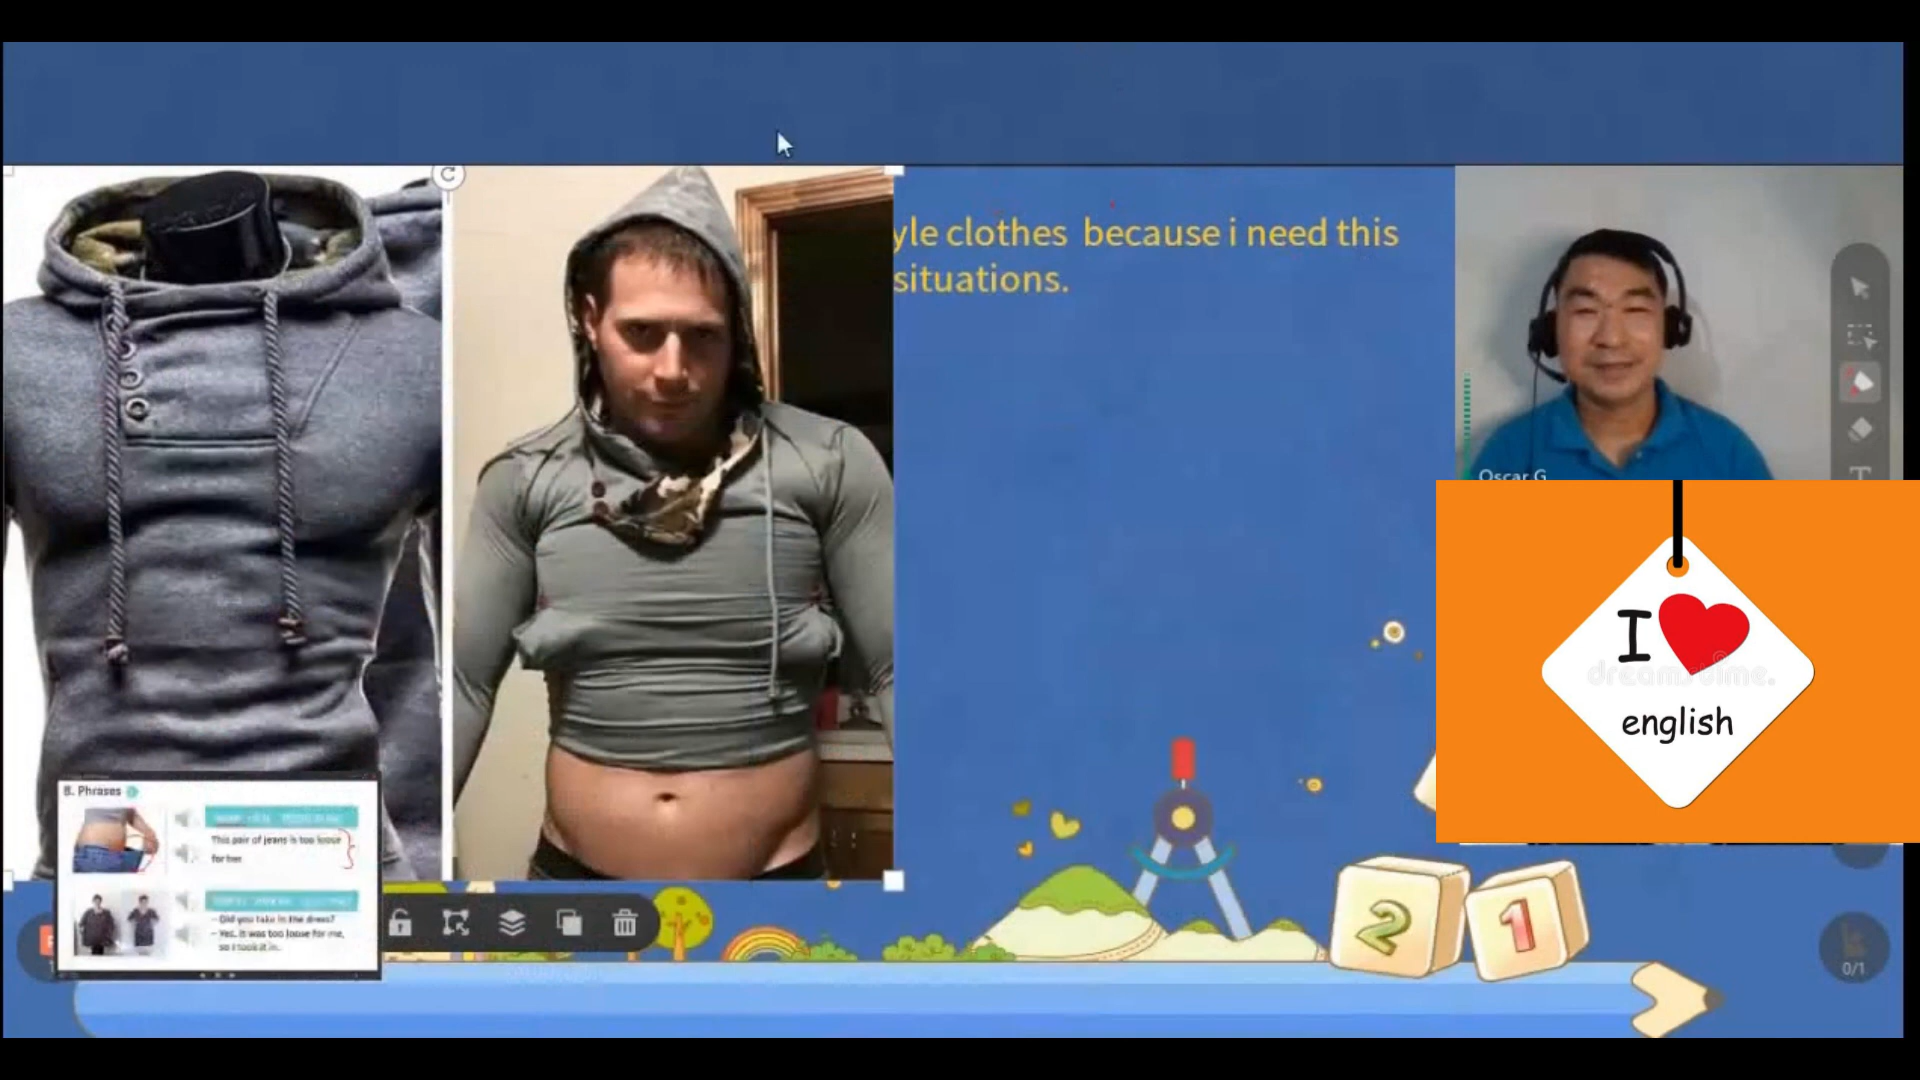 yle clothes because i need this
situations.
Oscar G
I
dreamstime.
english
B. Phrases
This pair of jeans is too loose
for her
- Did you take in the dress?
- Yes, it was too loose for me,
so I took it in.
2 1
0/1